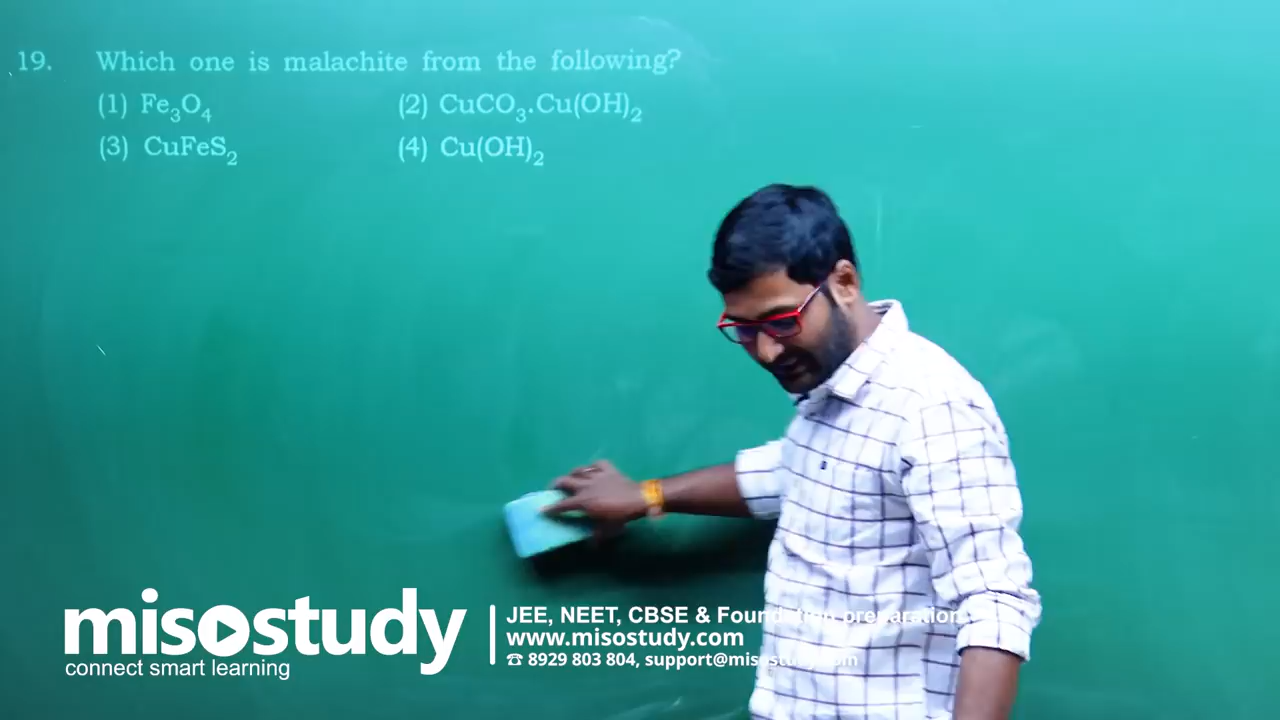 19. Which one is malachite from the following?
(1) Fe₃O₄ (2) CuCO₃.Cu(OH)₂
(3) CuFeS₂ (4) Cu(OH)₂
misostudy
connect smart learning
JEE, NEET, CBSE & Foundation preparation
www.misostudy.com
☎ 8929 803 804, support@misostudy.com